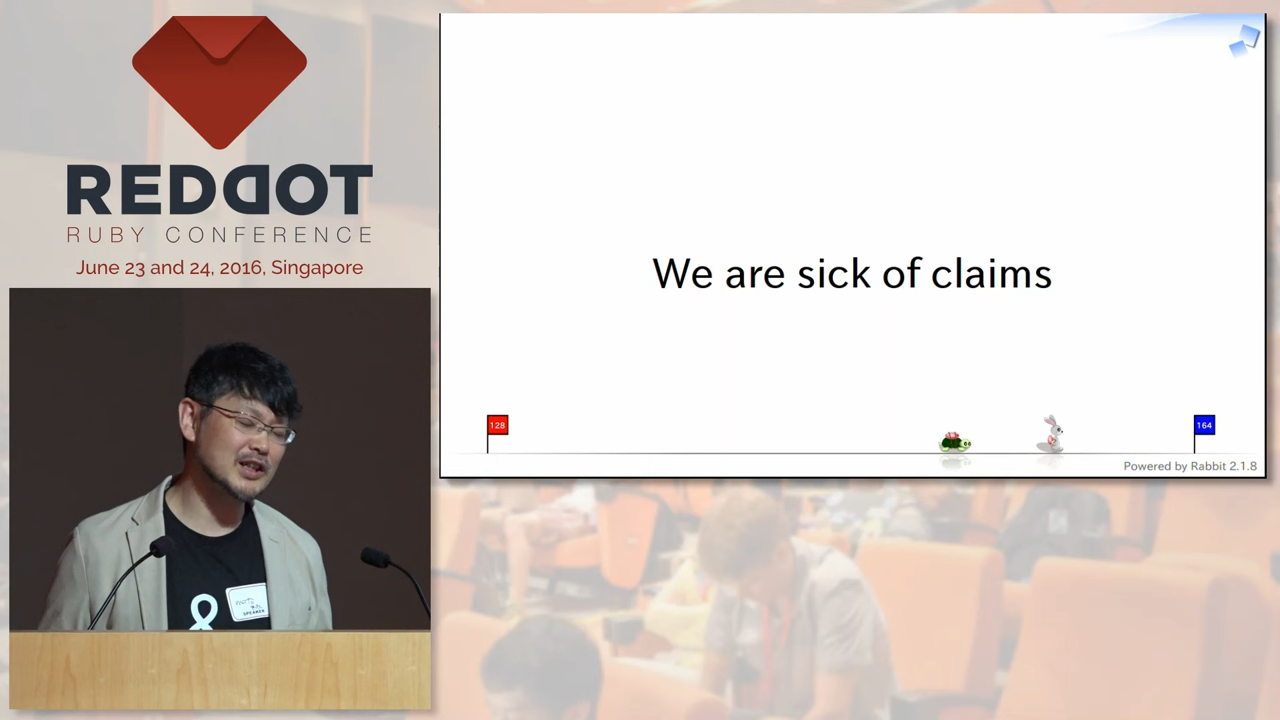 REDDOT
RUBY CONFERENCE
June 23 and 24, 2016, Singapore
We are sick of claims
128
164
Powered by Rabbit 2.1.8
SPEAKER